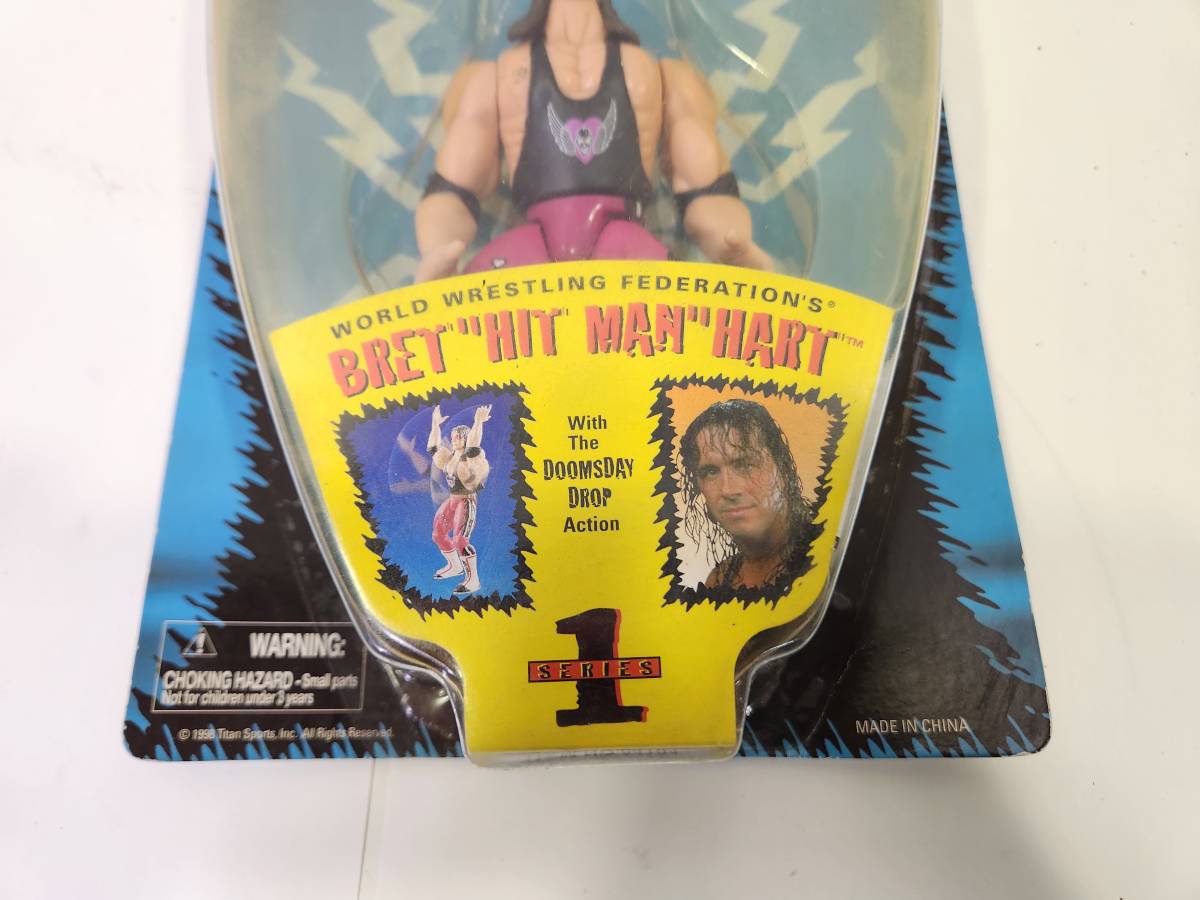 WORLD WRESTLING FEDERATION'S®
BRET "HIT MAN" HART™
With
The
DOOMSDAY
DROP
Action
1
SERIES
WARNING:
CHOKING HAZARD - Small parts
Not for children under 3 years
© 1996 Titan Sports, Inc. All Rights Reserved.
MADE IN CHINA